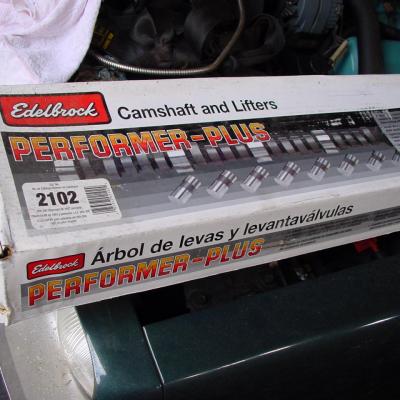 Edelbrock
Camshaft and Lifters
PERFORMER-PLUS
2102
Edelbrock
Árbol de levas y levantaválvulas
PERFORMER-PLUS